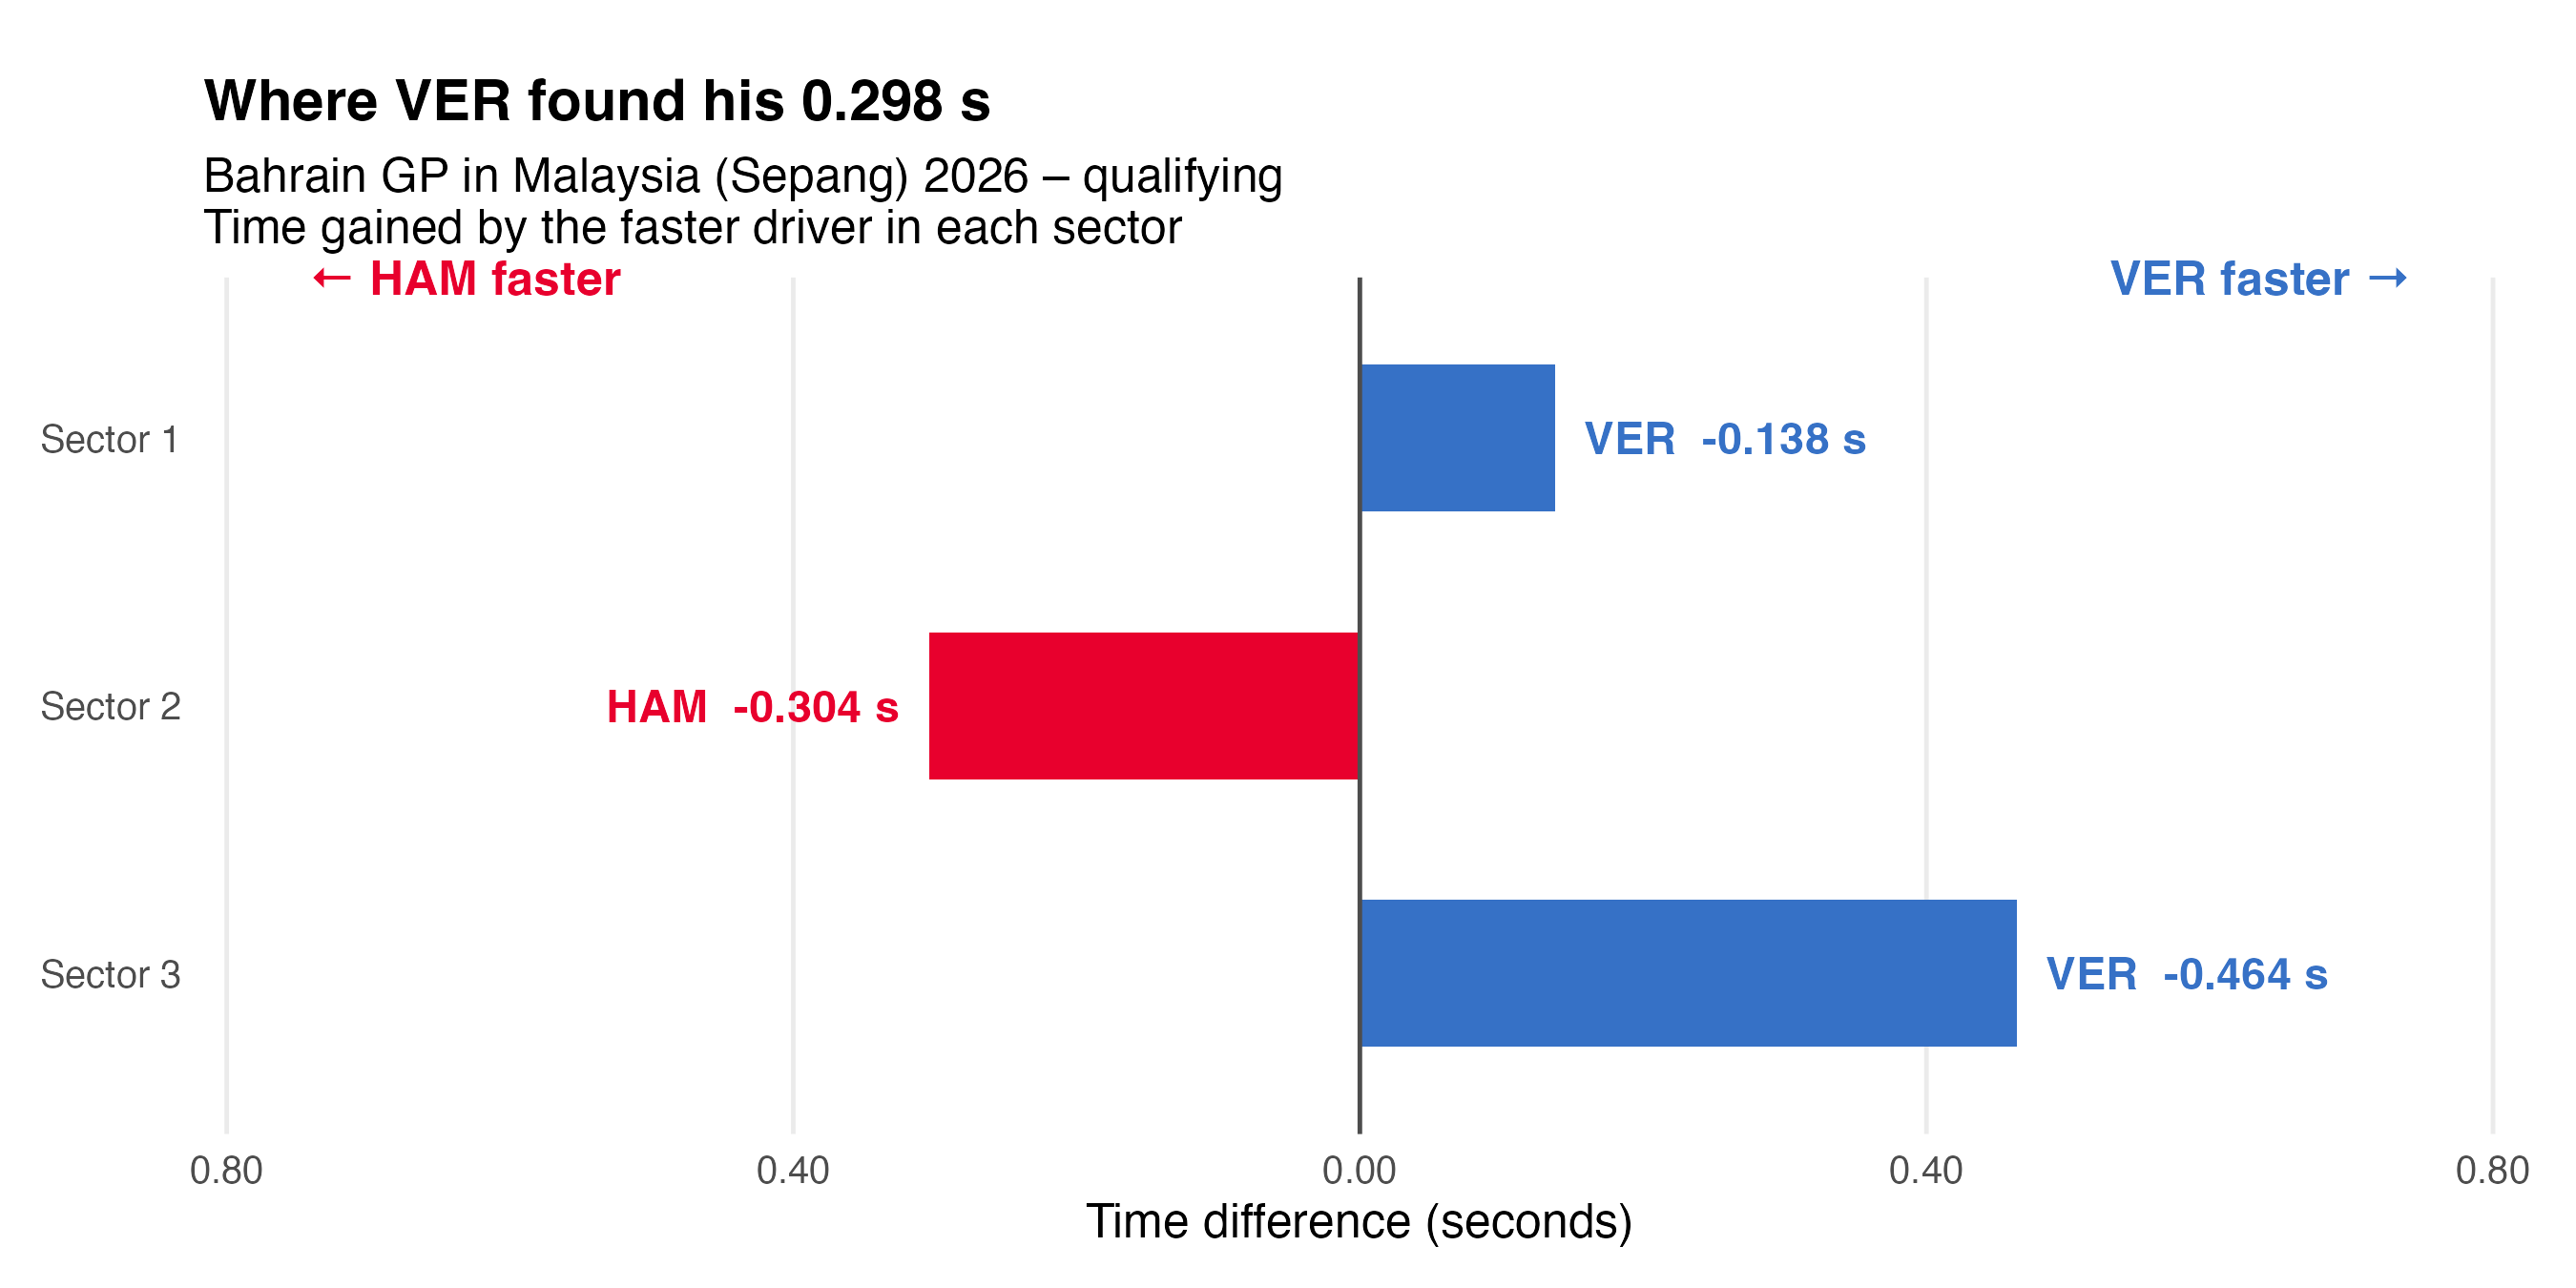 Where VER found his 0.298 s
Bahrain GP in Malaysia (Sepang) 2026 – qualifying
Time gained by the faster driver in each sector
← HAM faster
VER faster →
Sector 1
VER -0.138 s
Sector 2
HAM -0.304 s
Sector 3
VER -0.464 s
0.80 0.40 0.00 0.40 0.80
Time difference (seconds)